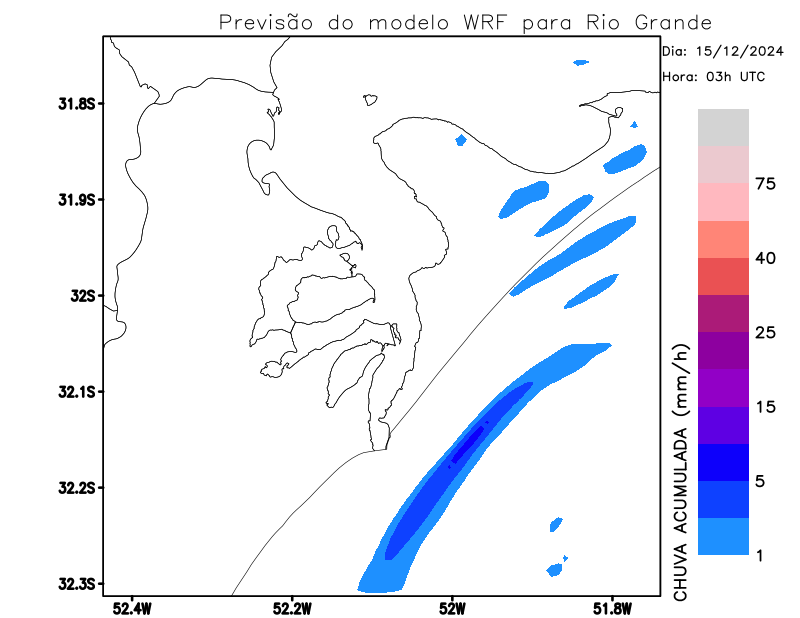 Previsão do modelo WRF para Rio Grande
Dia: 15/12/2024
Hora: 03h UTC
31.8S
31.9S
32S
32.1S
32.2S
32.3S
52.4W
52.2W
52W
51.8W
75
40
25
15
5
1
CHUVA ACUMULADA (mm/h)